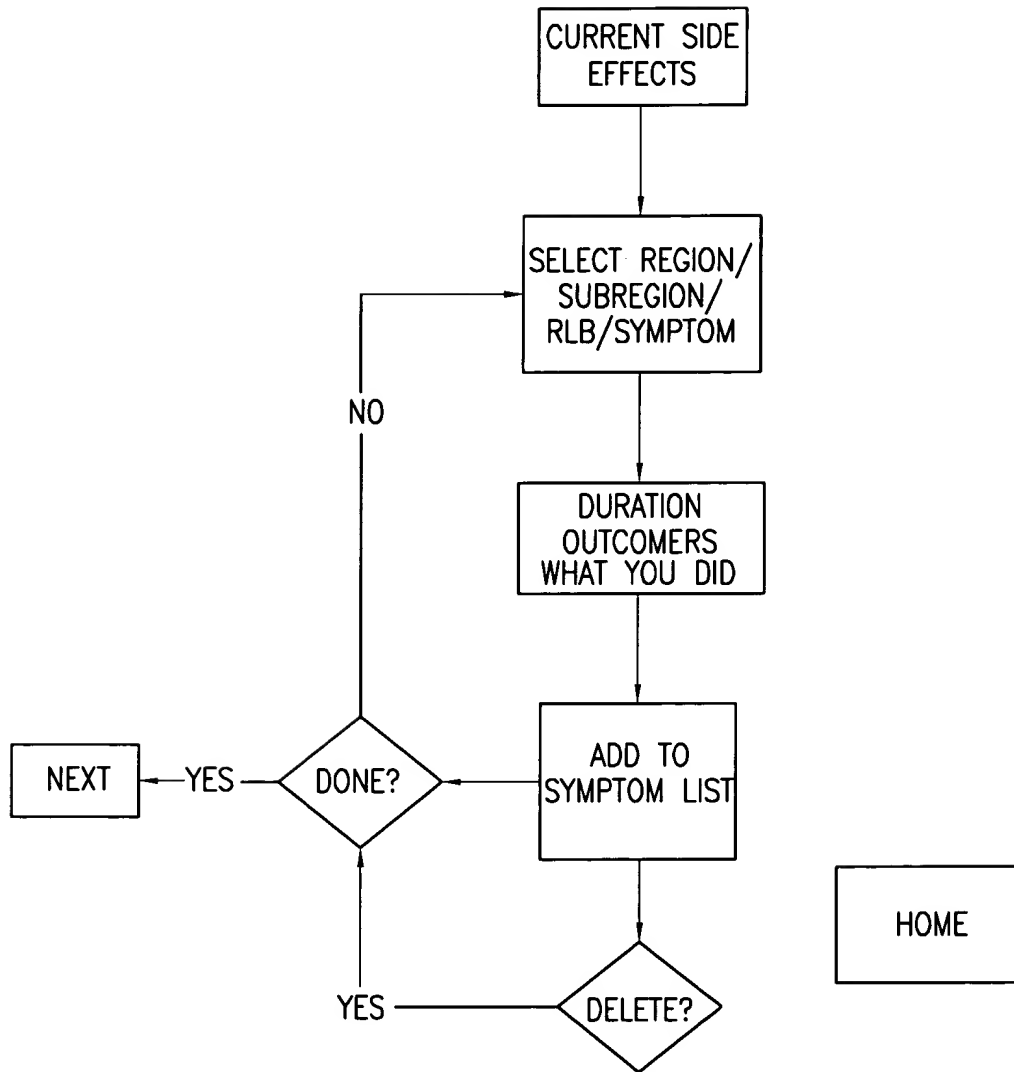 CURRENT SIDE
EFFECTS
SELECT REGION/
SUBREGION/
RLB/SYMPTOM
NO
DURATION
OUTCOMERS
WHAT YOU DID
ADD TO
SYMPTOM LIST
DONE?
YES
NEXT
HOME
DELETE?
YES